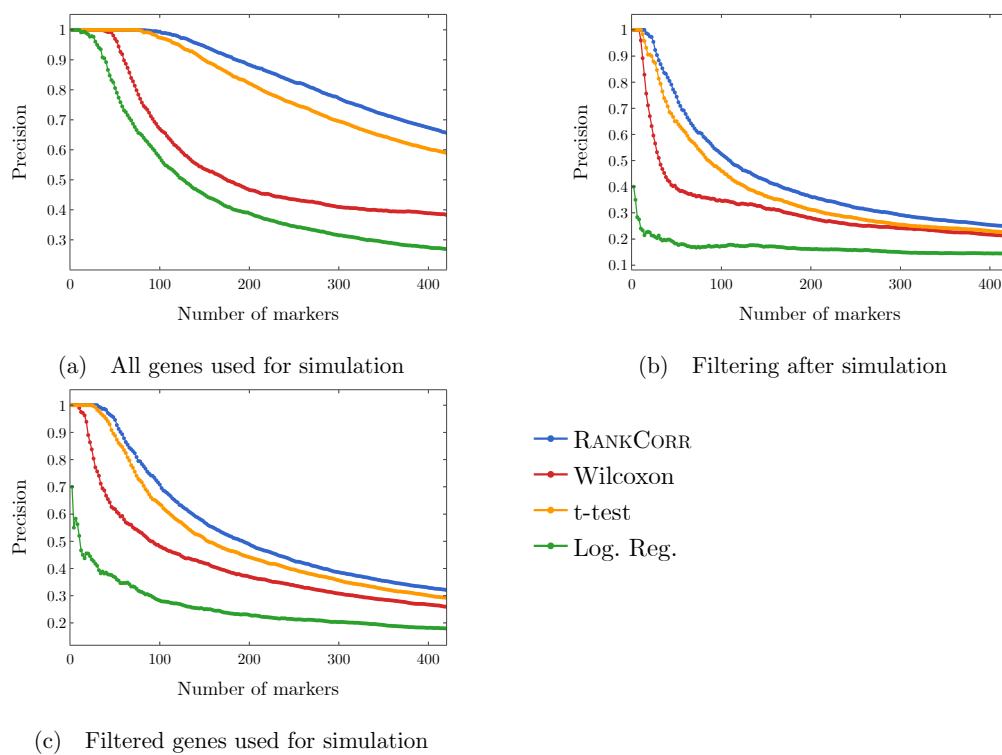 1
0.9
0.8
0.7
0.6
0.5
0.4
0.3
Precision
0 100 200 300 400
Number of markers
(a) All genes used for simulation
1
0.9
0.8
0.7
0.6
0.5
0.4
0.3
0.2
0.1
Precision
0 100 200 300 400
Number of markers
(b) Filtering after simulation
1
0.9
0.8
0.7
0.6
0.5
0.4
0.3
0.2
Precision
0 100 200 300 400
Number of markers
(c) Filtered genes used for simulation
RANKCORR
Wilcoxon
t-test
Log. Reg.